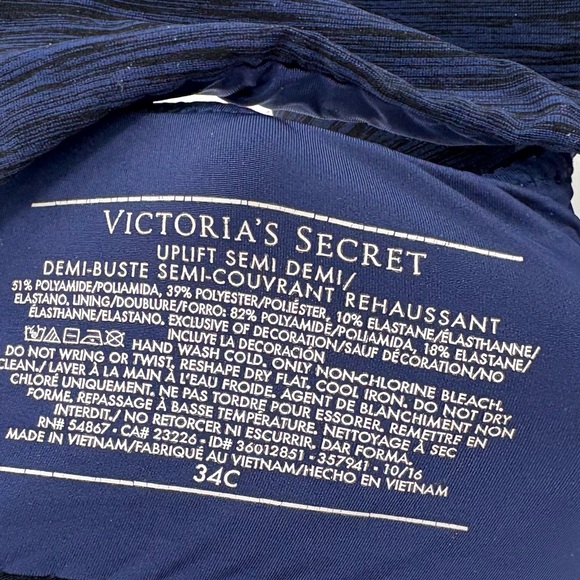 VICTORIA'S SECRET
UPLIFT SEMI DEMI/
DEMI-BUSTE SEMI-COUVRANT REHAUSSANT
51% POLYAMIDE/POLIAMIDA, 39% POLYESTER/POLIÉSTER, 10% ELASTANE/ÉLASTHANNE/
ELASTANO, LINING/DOUBLURE/FORRO: 82% POLYAMIDE/POLIAMIDA, 18% ELASTANE/
ÉLASTHANNE/ELASTANO. EXCLUSIVE OF DECORATION/SAUF DÉCORATION/NO
INCLUYE LA DECORACIÓN
HAND WASH COLD. ONLY NON-CHLORINE BLEACH.
DO NOT WRING OR TWIST. RESHAPE DRY FLAT. COOL IRON. DO NOT DRY
CLEAN./ LAVER À LA MAIN À L'EAU FROIDE. AGENT DE BLANCHIMENT NON
CHLORÉ UNIQUEMENT. NE PAS TORDRE POUR ESSORER. REMETTRE EN
FORME. REPASSAGE À BASSE TEMPÉRATURE. NETTOYAGE À SEC
INTERDIT./ NO RETORCER NI ESCURRIR. DAR FORMA.
RN# 54867 • CA# 23226 • ID# 36012851 • 357941 • 10/16
MADE IN VIETNAM/FABRIQUÉ AU VIETNAM/HECHO EN VIETNAM
34C